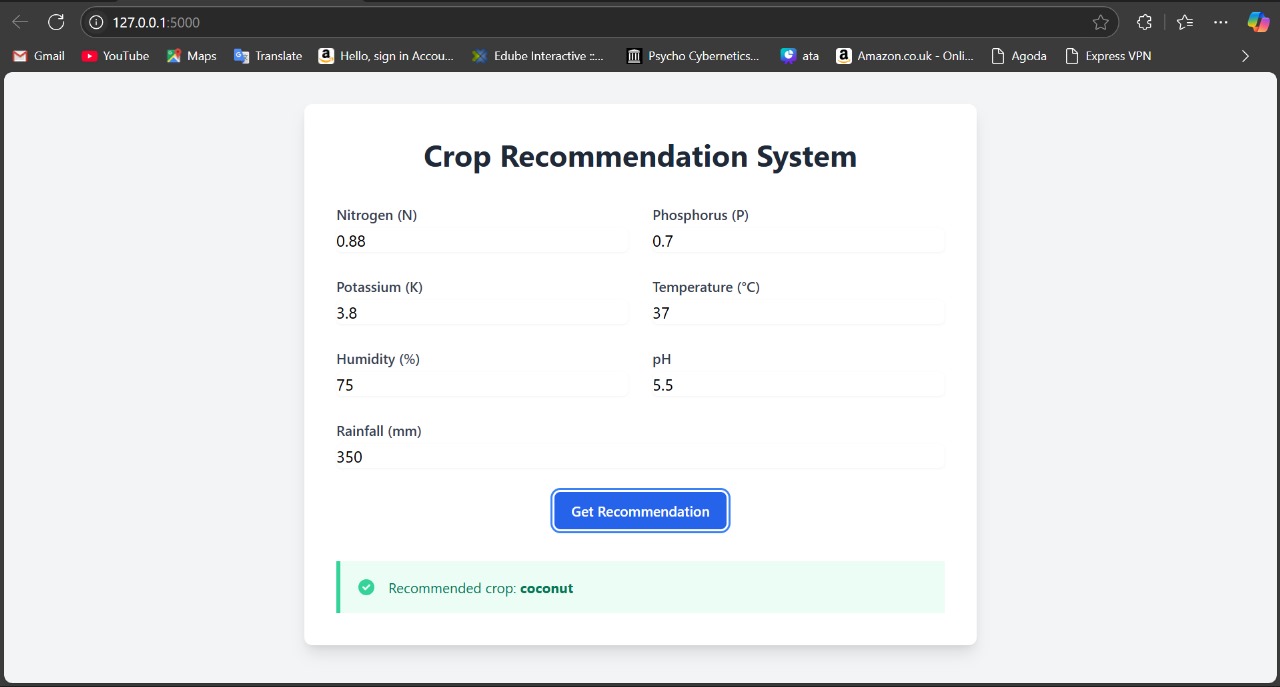 127.0.0.1:5000
Gmail YouTube Maps Translate Hello, sign in Accou... Edube Interactive ::... Psycho Cybernetics... ata Amazon.co.uk - Onli... Agoda Express VPN
Crop Recommendation System
Nitrogen (N) Phosphorus (P)
0.88 0.7
Potassium (K) Temperature (°C)
3.8 37
Humidity (%) pH
75 5.5
Rainfall (mm)
350
Get Recommendation
Recommended crop: coconut